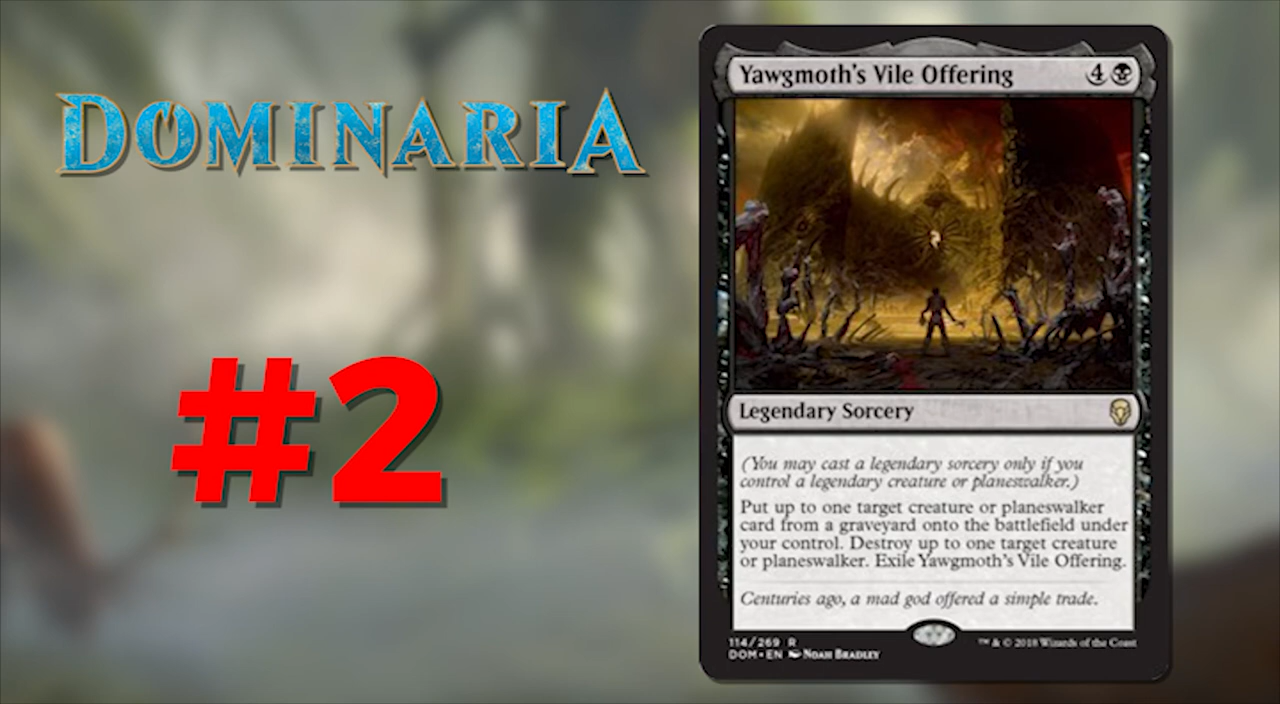 DOMINARIA
#2
Yawgmoth's Vile Offering 4
Legendary Sorcery
(You may cast a legendary sorcery only if you
control a legendary creature or planeswalker.)
Put up to one target creature or planeswalker
card from a graveyard onto the battlefield under
your control. Destroy up to one target creature
or planeswalker. Exile Yawgmoth's Vile Offering.
Centuries ago, a mad god offered a simple trade.
114/269 R
DOM • EN NOAH BRADLEY
™ & © 2018 Wizards of the Coast